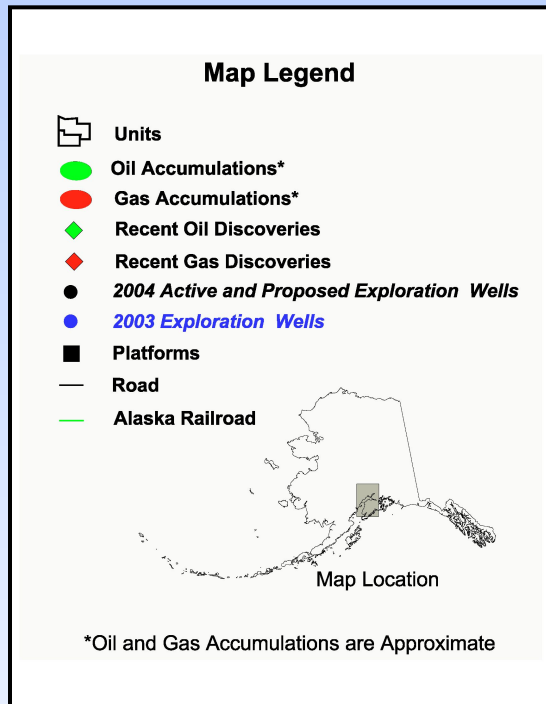 Map Legend
Units
Oil Accumulations*
Gas Accumulations*
Recent Oil Discoveries
Recent Gas Discoveries
2004 Active and Proposed Exploration Wells
2003 Exploration Wells
Platforms
Road
Alaska Railroad
Map Location
*Oil and Gas Accumulations are Approximate